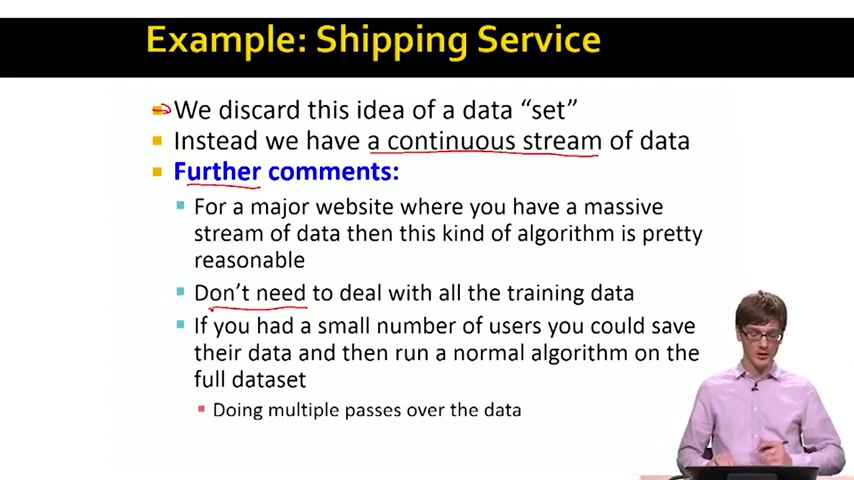 Example: Shipping Service
We discard this idea of a data “set”
Instead we have a continuous stream of data
Further comments:
For a major website where you have a massive
stream of data then this kind of algorithm is pretty
reasonable
Don’t need to deal with all the training data
If you had a small number of users you could save
their data and then run a normal algorithm on the
full dataset
Doing multiple passes over the data